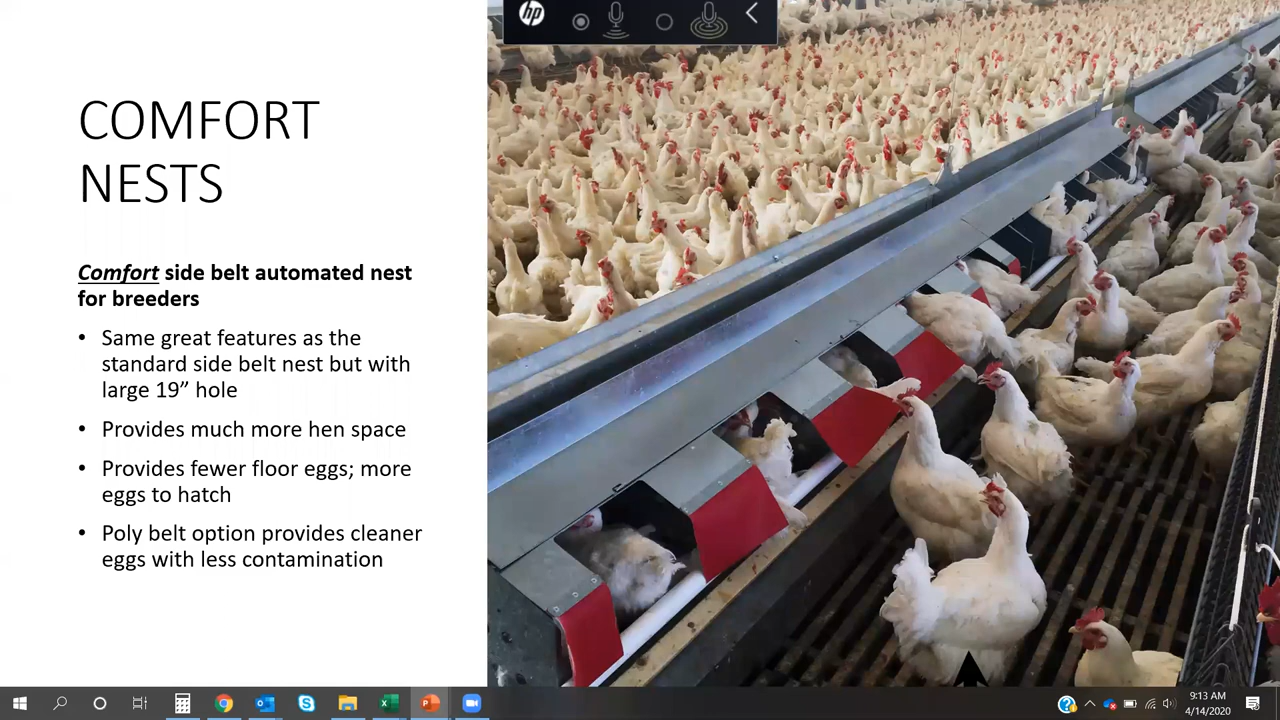 hp
COMFORT
NESTS
Comfort side belt automated nest
for breeders
• Same great features as the
standard side belt nest but with
large 19” hole
• Provides much more hen space
• Provides fewer floor eggs; more
eggs to hatch
• Poly belt option provides cleaner
eggs with less contamination
9:13 AM
4/14/2020